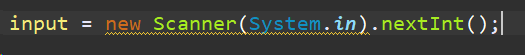 input = new Scanner(System.in).nextInt();